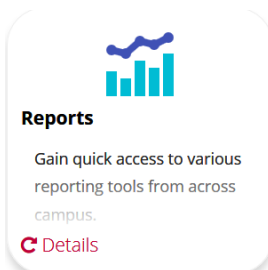 Reports
Gain quick access to various
reporting tools from across
campus.
Details